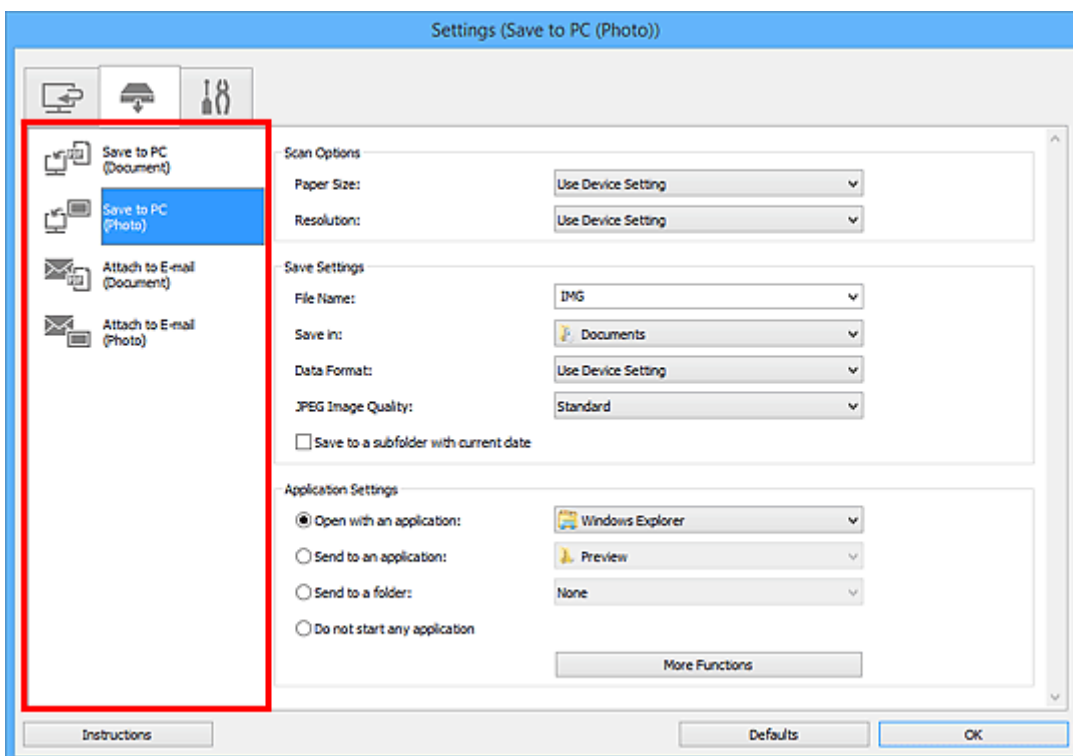 Settings (Save to PC (Photo))
Save to PC
(Document)
Save to PC
(Photo)
Attach to E-mail
(Document)
Attach to E-mail
(Photo)
Scan Options
Paper Size: Use Device Setting
Resolution: Use Device Setting
Save Settings
File Name: IMG
Save in: Documents
Data Format: Use Device Setting
JPEG Image Quality: Standard
Save to a subfolder with current date
Application Settings
Open with an application: Windows Explorer
Send to an application: Preview
Send to a folder: None
Do not start any application
More Functions
Instructions Defaults OK